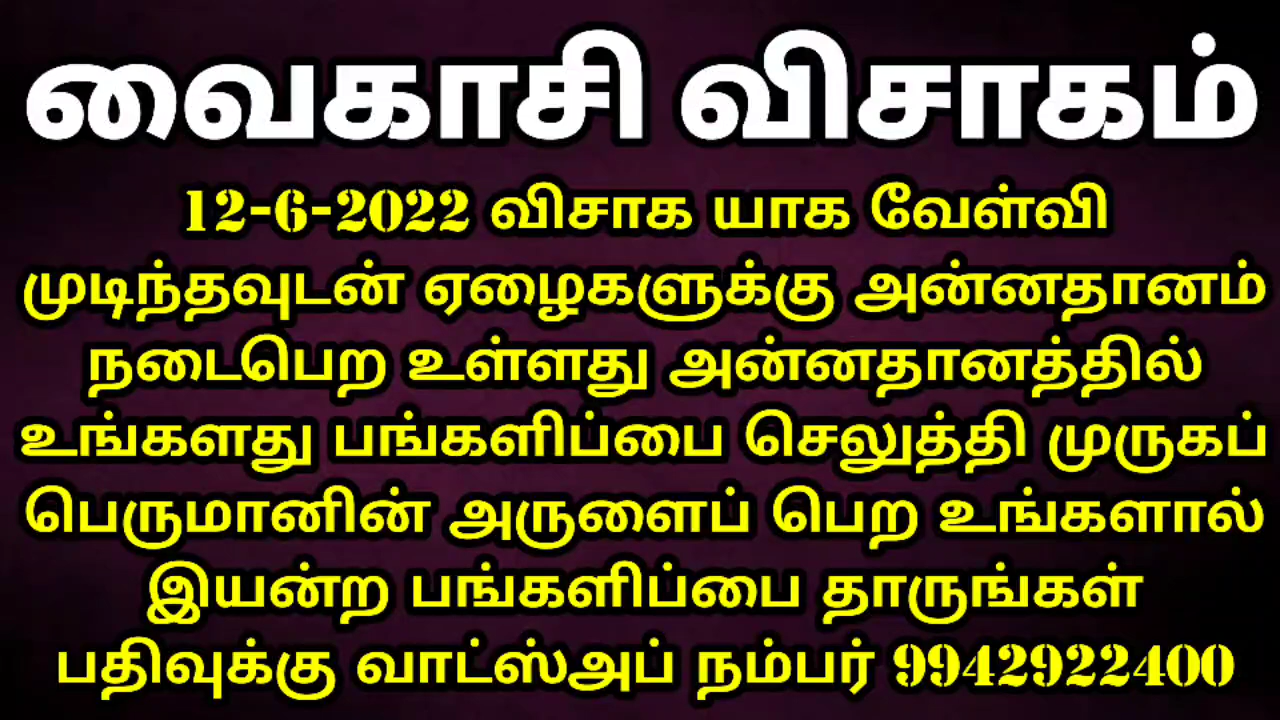 வைகாசி விசாகம்
12-6-2022 விசாக யாக வேள்வி
முடிந்தவுடன் ஏழைகளுக்கு அன்னதானம்
நடைபெற உள்ளது அன்னதானத்தில்
உங்களது பங்களிப்பை செலுத்தி முருகப்
பெருமானின் அருளைப் பெற உங்களால்
இயன்ற பங்களிப்பை தாருங்கள்
பதிவுக்கு வாட்ஸ்அப் நம்பர் 9942922400